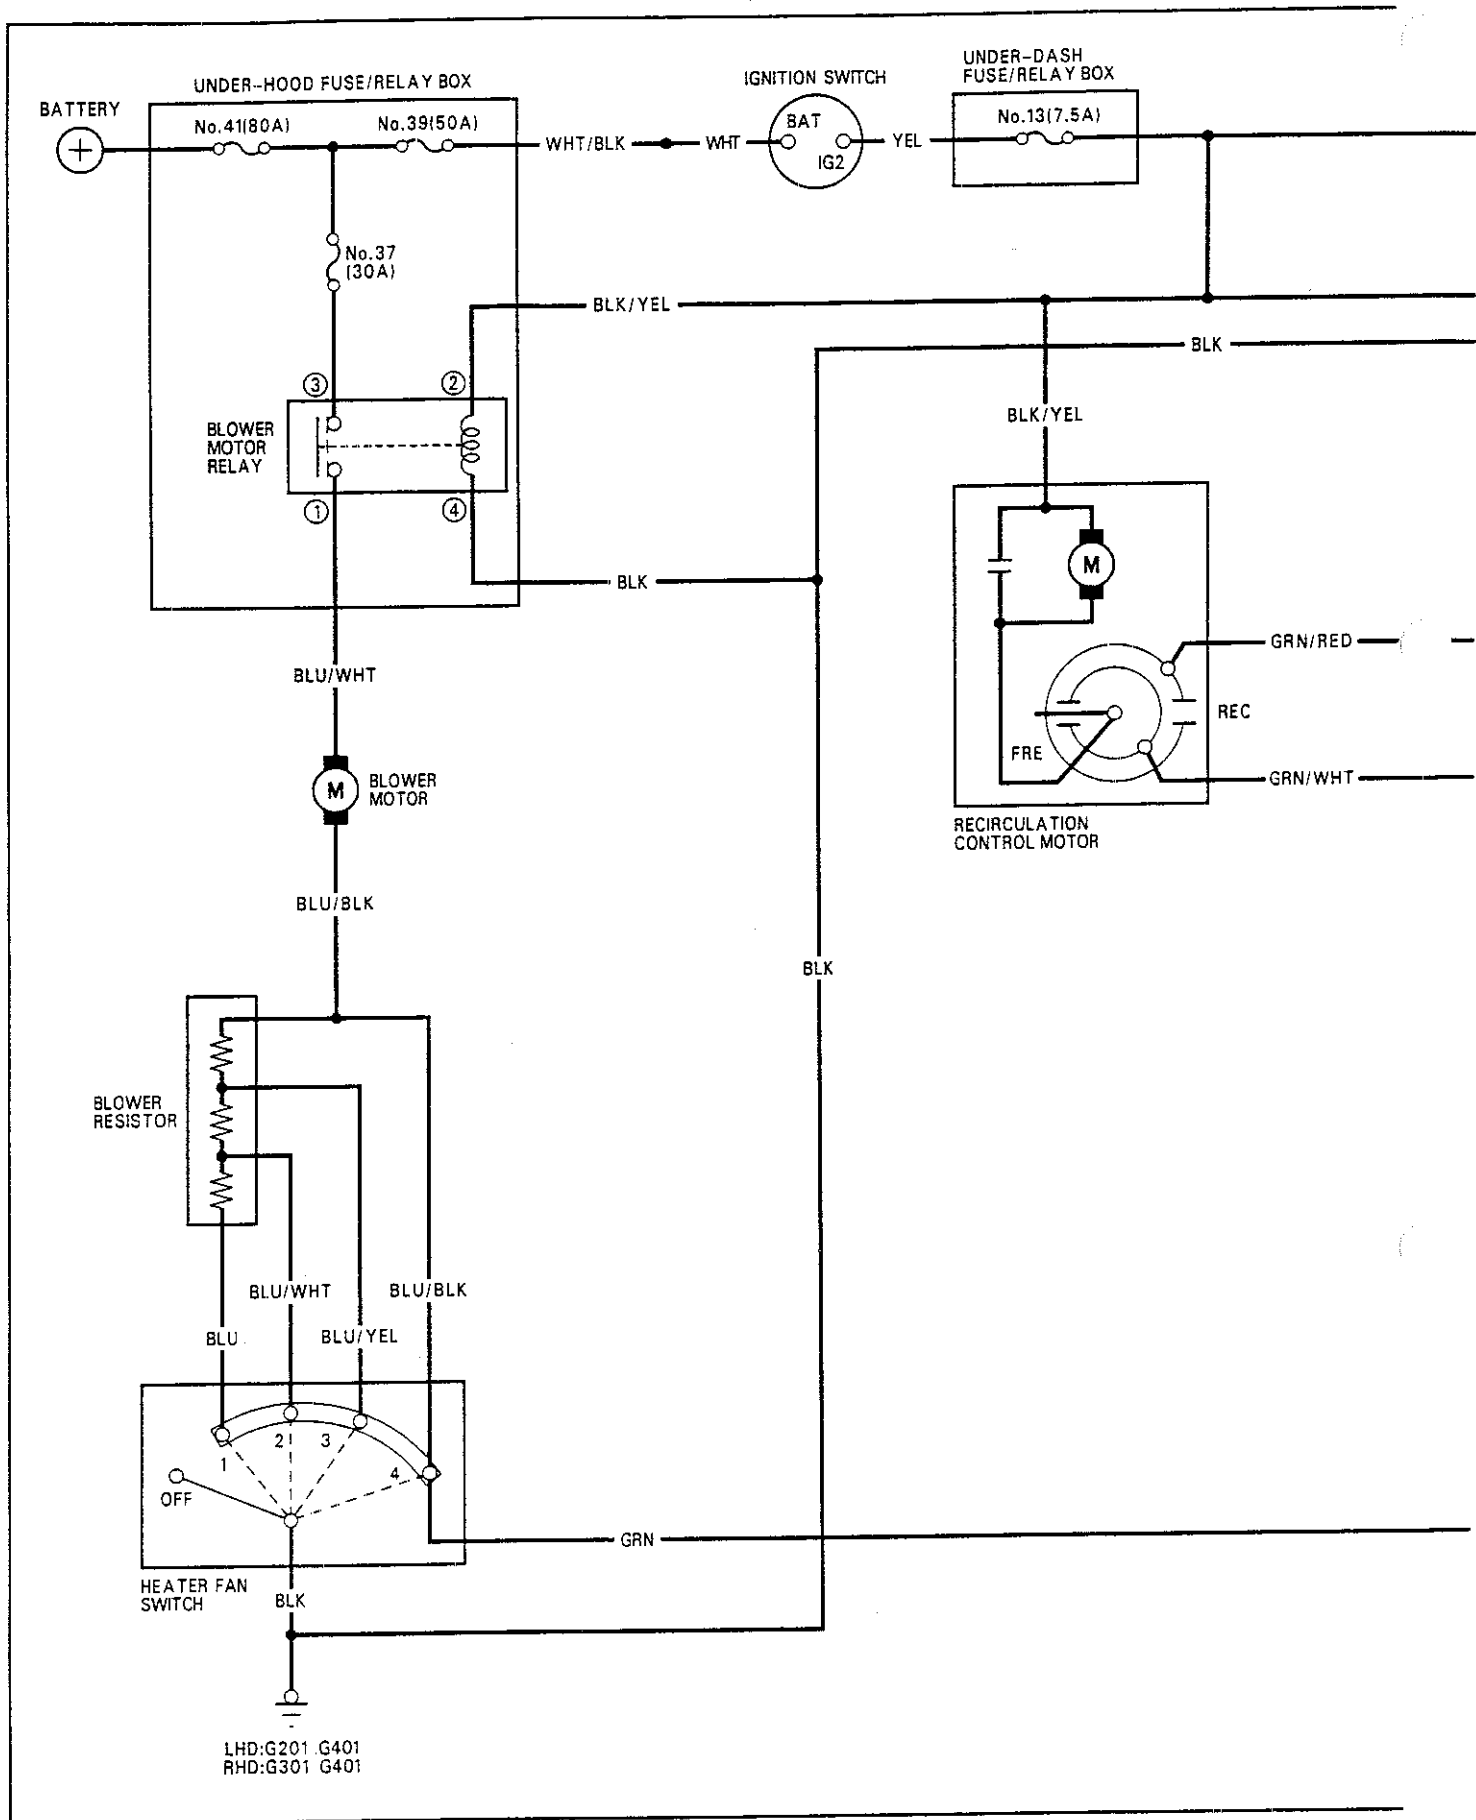 UNDER-HOOD FUSE/RELAY BOX
IGNITION SWITCH
UNDER-DASH
FUSE/RELAY BOX
BATTERY
+
No.41(80A)
No.39(50A)
WHT/BLK
WHT
BAT
IG2
YEL
No.13(7.5A)
No.37
(30A)
BLK/YEL
BLK
3
2
BLOWER
MOTOR
RELAY
1
4
BLK/YEL
BLK
M
GRN/RED
REC
FRE
GRN/WHT
RECIRCULATION
CONTROL MOTOR
BLU/WHT
M
BLOWER
MOTOR
BLU/BLK
BLK
BLOWER
RESISTOR
BLU/WHT
BLU/BLK
BLU
BLU/YEL
1
2
3
4
OFF
GRN
HEATER FAN
SWITCH
BLK
LHD:G201 G401
RHD:G301 G401